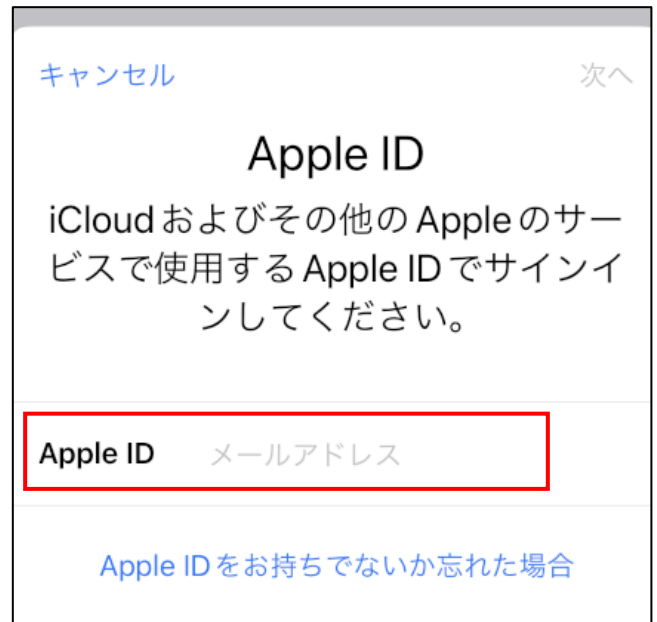 キャンセル 次へ
Apple ID
iCloudおよびその他のAppleのサー
ビスで使用するApple IDでサインイ
ンしてください。
Apple ID メールアドレス
Apple IDをお持ちでないか忘れた場合